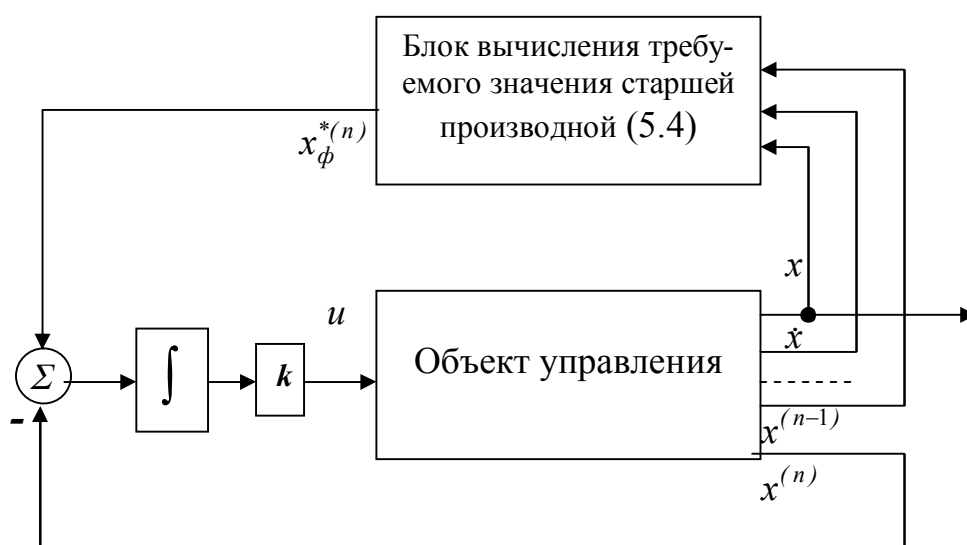 Блок вычисления требу-
емого значения старшей
производной (5.4)
x_ф^{*(n)}
x
u
ẋ
Объект управления
Σ
∫
k
-
x^{(n–1)}
x^{(n)}